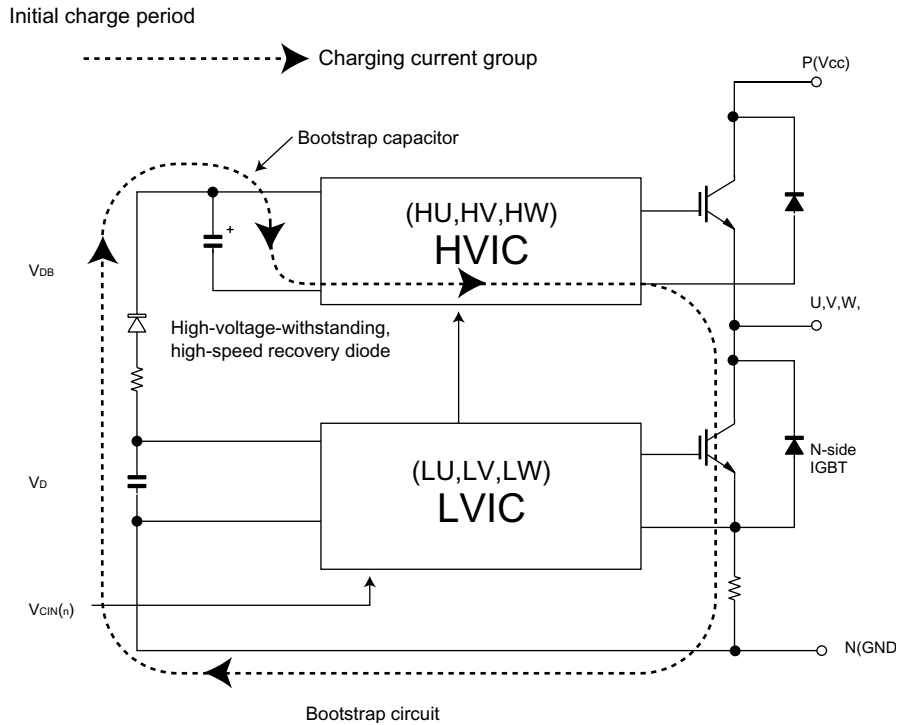 Initial charge period
Charging current group
P(Vcc)
Bootstrap capacitor
+
(HU,HV,HW)
HVIC
VDB
U,V,W,
High-voltage-withstanding,
high-speed recovery diode
(LU,LV,LW)
LVIC
N-side
IGBT
VD
VCIN(n)
N(GND
Bootstrap circuit